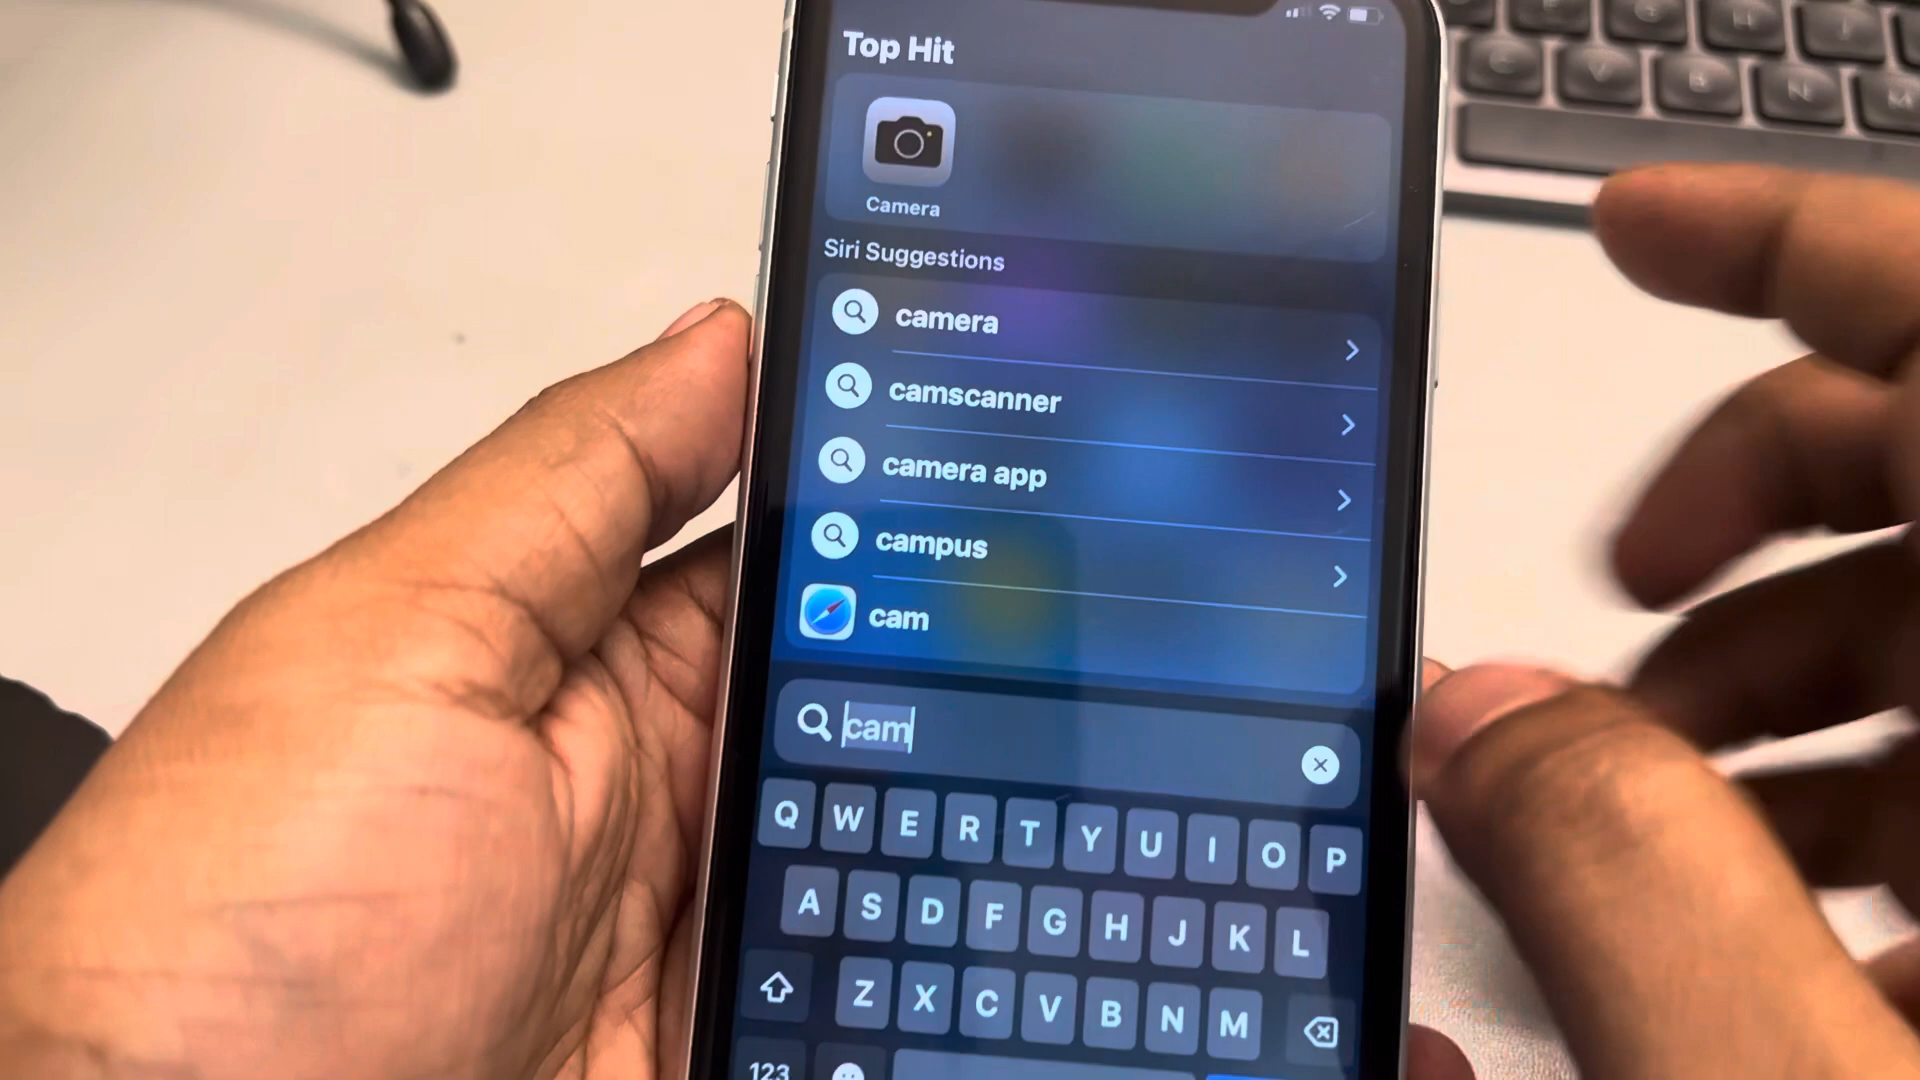 Top Hit
Camera
Siri Suggestions
camera
camscanner
camera app
campus
cam
cam
Q W E R T Y U I O P
A S D F G H J K L
Z X C V B N M
123
C V B N M